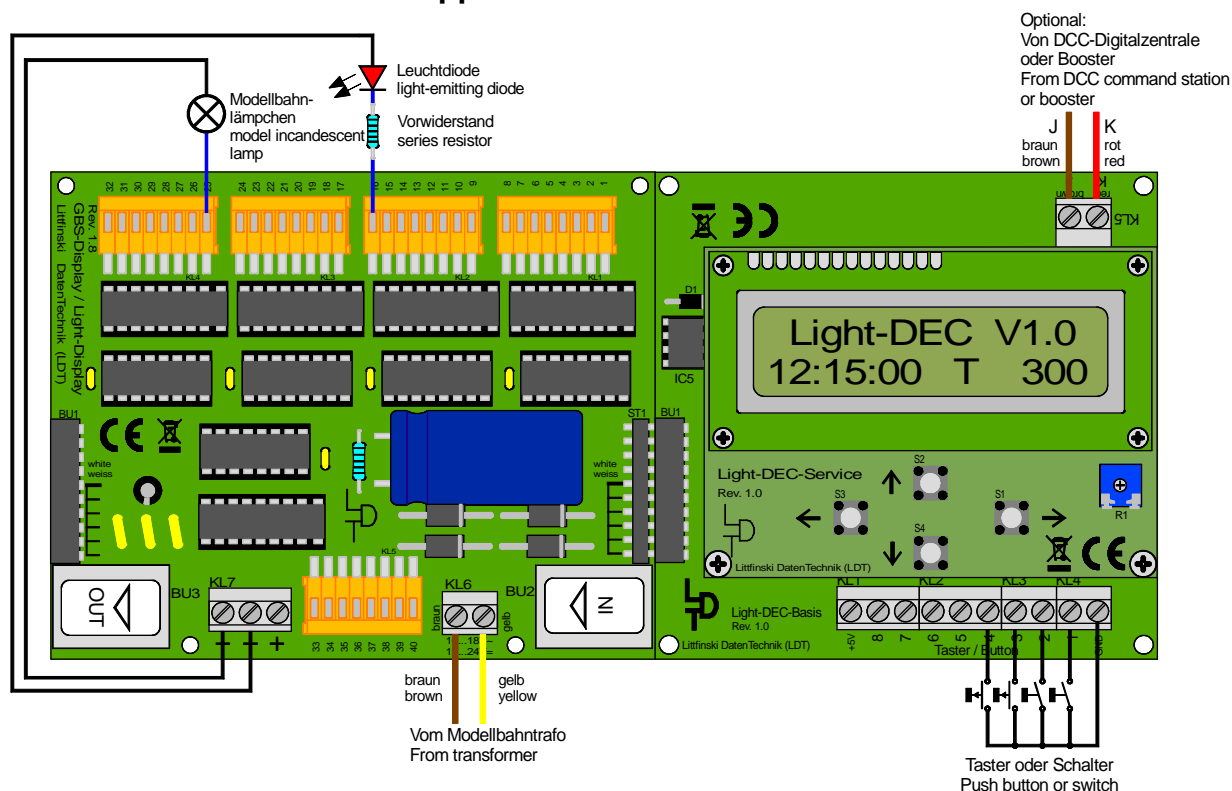 Optional:
Von DCC-Digitalzentrale
oder Booster
From DCC command station
or booster
J
braun
brown
K
rot
red
Leuchtdiode
light-emitting diode
Vorwiderstand
series resistor
Modellbahn-
lämpchen
model incandescent
lamp
32 31 30 29 28 27 26 25
24 23 22 21 20 19 18 17
16 15 14 13 12 11 10 9
8 7 6 5 4 3 2 1
Rev. 1.8
GBS-Display / Light-Display
Littfinski DatenTechnik (LDT)
KL4
KL3
KL2
KL1
brown
red
K
KL5
D1
IC5
Light-DEC V1.0
12:15:00 T 300
BU1
CE
white
weiss
ST1
BU1
white
weiss
Light-DEC-Service
Rev. 1.0
S2
S3
S1
S4
R1
CE
Littfinski DatenTechnik (LDT)
OUT
BU3
KL7
+
KL5
33 34 35 36 37 38 39 40
KL6
braun
gelb
BU2
IN
Light-DEC-Basis
Rev. 1.0
Littfinski DatenTechnik (LDT)
KL1
KL2
KL3
KL4
+5V
8
7
6
5
4
3
2
1
GND
Taster / Button
braun
brown
gelb
yellow
Vom Modellbahntrafo
From transformer
Taster oder Schalter
Push button or switch